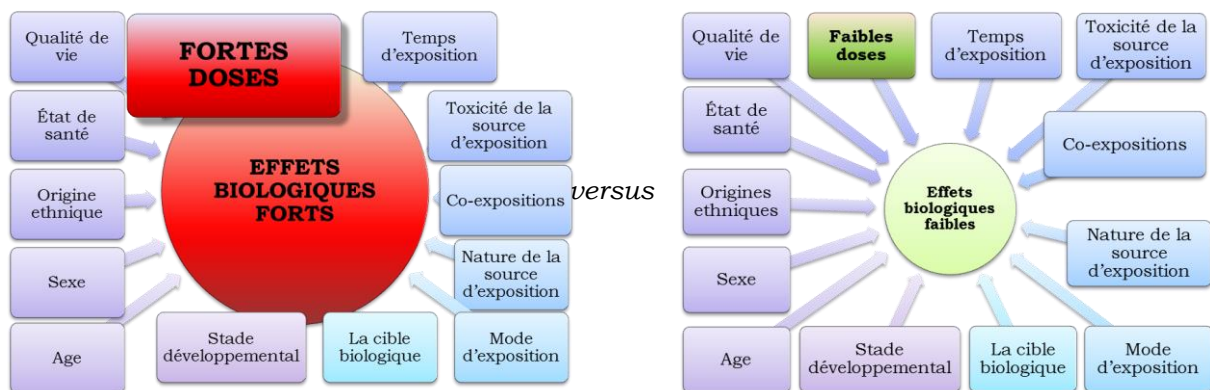 Qualité de
vie
FORTES
DOSES
Temps
d'exposition
État de
santé
Toxicité de la
source
d'exposition
EFFETS
BIOLOGIQUES
FORTS
Origine
ethnique
Co-expositions
Sexe
Nature de la
source
d'exposition
Age
Stade
développemental
La cible
biologique
Mode
d'exposition
versus
Qualité de
vie
Faibles
doses
Temps
d'exposition
Toxicité de la
source
d'exposition
État de
santé
Co-expositions
Origines
ethniques
Effets
biologiques
faibles
Sexe
Nature de la
source
d'exposition
Age
Stade
développemental
La cible
biologique
Mode
d'exposition